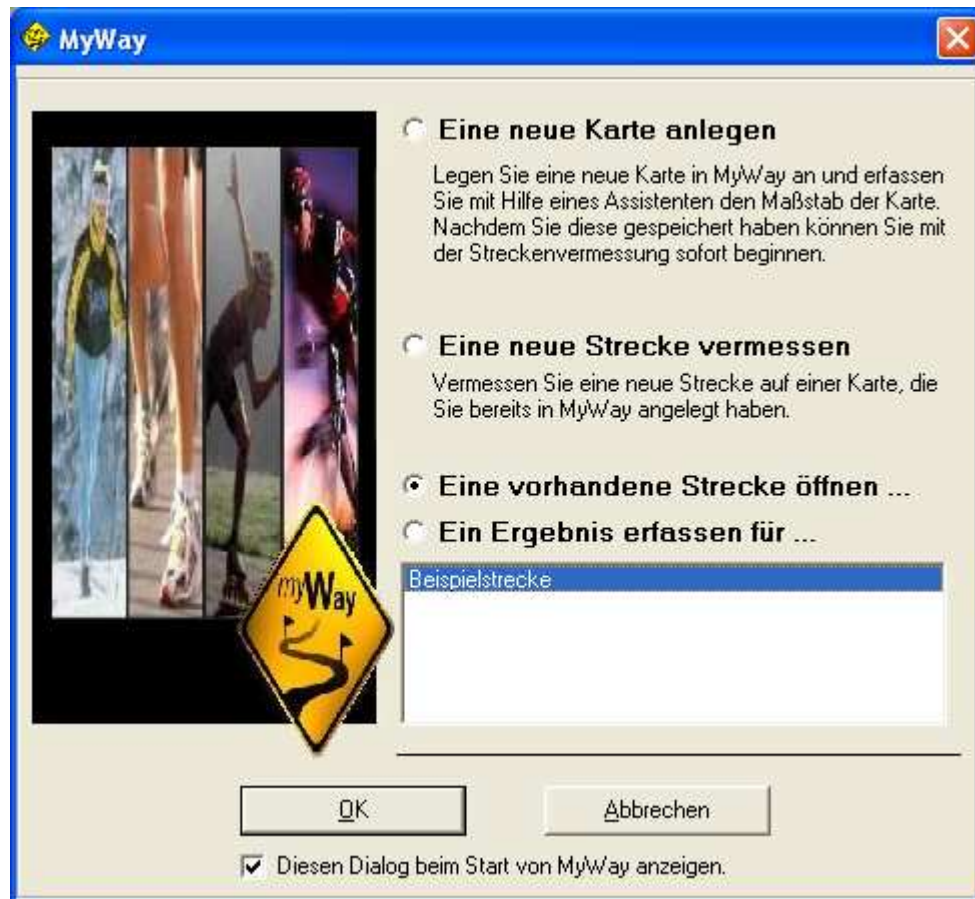 MyWay
Eine neue Karte anlegen
Legen Sie eine neue Karte in MyWay an und erfassen
Sie mit Hilfe eines Assistenten den Maßstab der Karte.
Nachdem Sie diese gespeichert haben können Sie mit
der Streckenvermessung sofort beginnen.
Eine neue Strecke vermessen
Vermessen Sie eine neue Strecke auf einer Karte, die
Sie bereits in MyWay angelegt haben.
Eine vorhandene Strecke öffnen ...
Ein Ergebnis erfassen für ...
Beispielstrecke
myWay
OK
Abbrechen
Diesen Dialog beim Start von MyWay anzeigen.